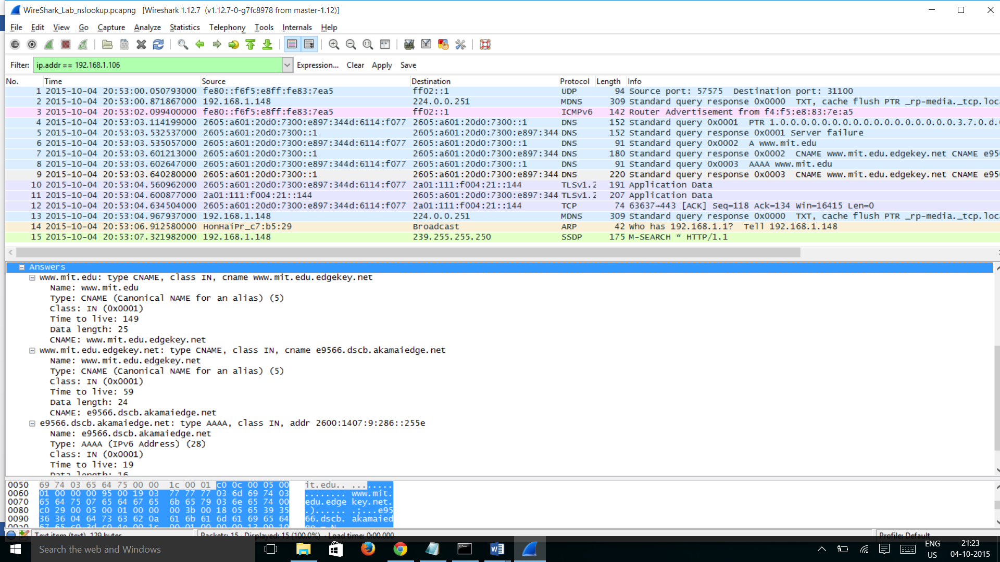 WireShark_Lab_nslookup.pcapng [Wireshark 1.12.7 (v1.12.7-0-g7fc8978 from master-1.12)]
File Edit View Go Capture Analyze Statistics Telephony Tools Internals Help
Filter: ip.addr == 192.168.1.106 Expression... Clear Apply Save
No. Time Source Destination Protocol Length Info
1 2015-10-04 20:53:00.050793000 fe80::f6f5:e8ff:fe83:7ea5 ff02::1 UDP 94 Source port: 57575 Destination port: 31100
2 2015-10-04 20:53:00.871867000 192.168.1.148 224.0.0.251 MDNS 309 Standard query response 0x0000 TXT, cache flush PTR _rp-media._tcp.loca
3 2015-10-04 20:53:02.099400000 fe80::f6f5:e8ff:fe83:7ea5 ff02::1 ICMPv6 142 Router Advertisement from f4:f5:e8:83:7e:a5
4 2015-10-04 20:53:03.114199000 2605:a601:20d0:7300:e897:344d:6114:f077 2605:a601:20d0:7300::1 DNS 152 Standard query 0x0001 PTR 1.0.0.0.0.0.0.0.0.0.0.0.0.0.0.0.0.0.3.7.0.d.
5 2015-10-04 20:53:03.532537000 2605:a601:20d0:7300::1 2605:a601:20d0:7300:e897:344 DNS 152 Standard query response 0x0001 Server failure
6 2015-10-04 20:53:03.535057000 2605:a601:20d0:7300:e897:344d:6114:f077 2605:a601:20d0:7300::1 DNS 91 Standard query 0x0002 A www.mit.edu
7 2015-10-04 20:53:03.601213000 2605:a601:20d0:7300::1 2605:a601:20d0:7300:e897:344 DNS 180 Standard query response 0x0002 CNAME www.mit.edu.edgekey.net CNAME e95
8 2015-10-04 20:53:03.602647000 2605:a601:20d0:7300:e897:344d:6114:f077 2605:a601:20d0:7300::1 DNS 91 Standard query 0x0003 AAAA www.mit.edu
9 2015-10-04 20:53:03.640280000 2605:a601:20d0:7300::1 2605:a601:20d0:7300:e897:344 DNS 220 Standard query response 0x0003 CNAME www.mit.edu.edgekey.net CNAME e95
10 2015-10-04 20:53:04.560962000 2605:a601:20d0:7300:e897:344d:6114:f077 2a01:111:f004:21::144 TLSv1.2 191 Application Data
11 2015-10-04 20:53:04.600877000 2a01:111:f004:21::144 2605:a601:20d0:7300:e897:344 TLSv1.2 207 Application Data
12 2015-10-04 20:53:04.634504000 2605:a601:20d0:7300:e897:344d:6114:f077 2a01:111:f004:21::144 TCP 74 63637→443 [ACK] Seq=118 Ack=134 Win=16415 Len=0
13 2015-10-04 20:53:04.967937000 192.168.1.148 224.0.0.251 MDNS 309 Standard query response 0x0000 TXT, cache flush PTR _rp-media._tcp.loca
14 2015-10-04 20:53:06.912580000 HonHaiPr_c7:b5:29 Broadcast ARP 42 Who has 192.168.1.1? Tell 192.168.1.148
15 2015-10-04 20:53:07.321982000 192.168.1.148 239.255.255.250 SSDP 175 M-SEARCH * HTTP/1.1
Answers
www.mit.edu: type CNAME, class IN, cname www.mit.edu.edgekey.net
Name: www.mit.edu
Type: CNAME (Canonical NAME for an alias) (5)
Class: IN (0x0001)
Time to live: 149
Data length: 25
CNAME: www.mit.edu.edgekey.net
www.mit.edu.edgekey.net: type CNAME, class IN, cname e9566.dscb.akamaiedge.net
Name: www.mit.edu.edgekey.net
Type: CNAME (Canonical NAME for an alias) (5)
Class: IN (0x0001)
Time to live: 59
Data length: 24
CNAME: e9566.dscb.akamaiedge.net
e9566.dscb.akamaiedge.net: type AAAA, class IN, addr 2600:1407:9:286::255e
Name: e9566.dscb.akamaiedge.net
Type: AAAA (IPv6 Address) (28)
Class: IN (0x0001)
Time to live: 19
Data length: 16
0050 69 74 03 65 64 75 00 00 1c 00 01 c0 0c 00 05 00 it.edu.. ........
0060 01 00 00 00 95 00 19 03 77 77 77 03 6d 69 74 03 ........ www.mit.
0070 65 64 75 07 65 64 67 65 6b 65 79 03 6e 65 74 00 edu.edge key.net.
0080 c0 29 00 05 00 01 00 00 00 3b 00 18 05 65 39 35 .)...... .;...e95
0090 36 36 04 64 73 63 62 0a 61 6b 61 6d 61 69 65 64 66.dscb. akamaied
00a0 67 65 c0 3d c0 4e 00 1c 00 01 00 00 00 13 00 10 ge.=.N..
Text item (text), 129 bytes Packets: 15 · Displayed: 15 (100.0%) · Load time: 0:00.000 Profile: Default
Search the web and Windows
ENG
US
21:23
04-10-2015